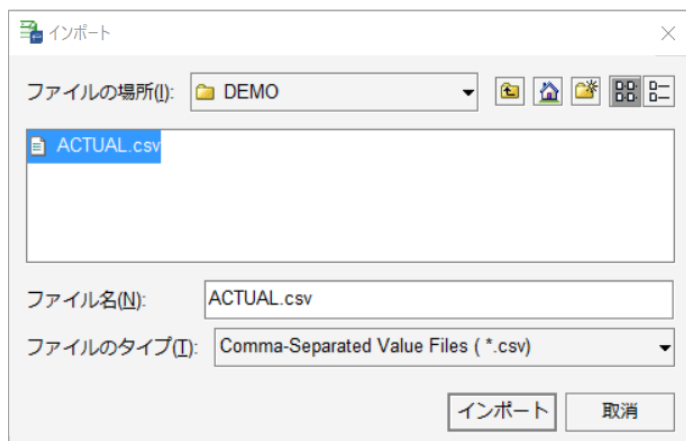 インポート
ファイルの場所(I): DEMO
ACTUAL.csv
ファイル名(N): ACTUAL.csv
ファイルのタイプ(T): Comma-Separated Value Files ( *.csv)
インポート 取消